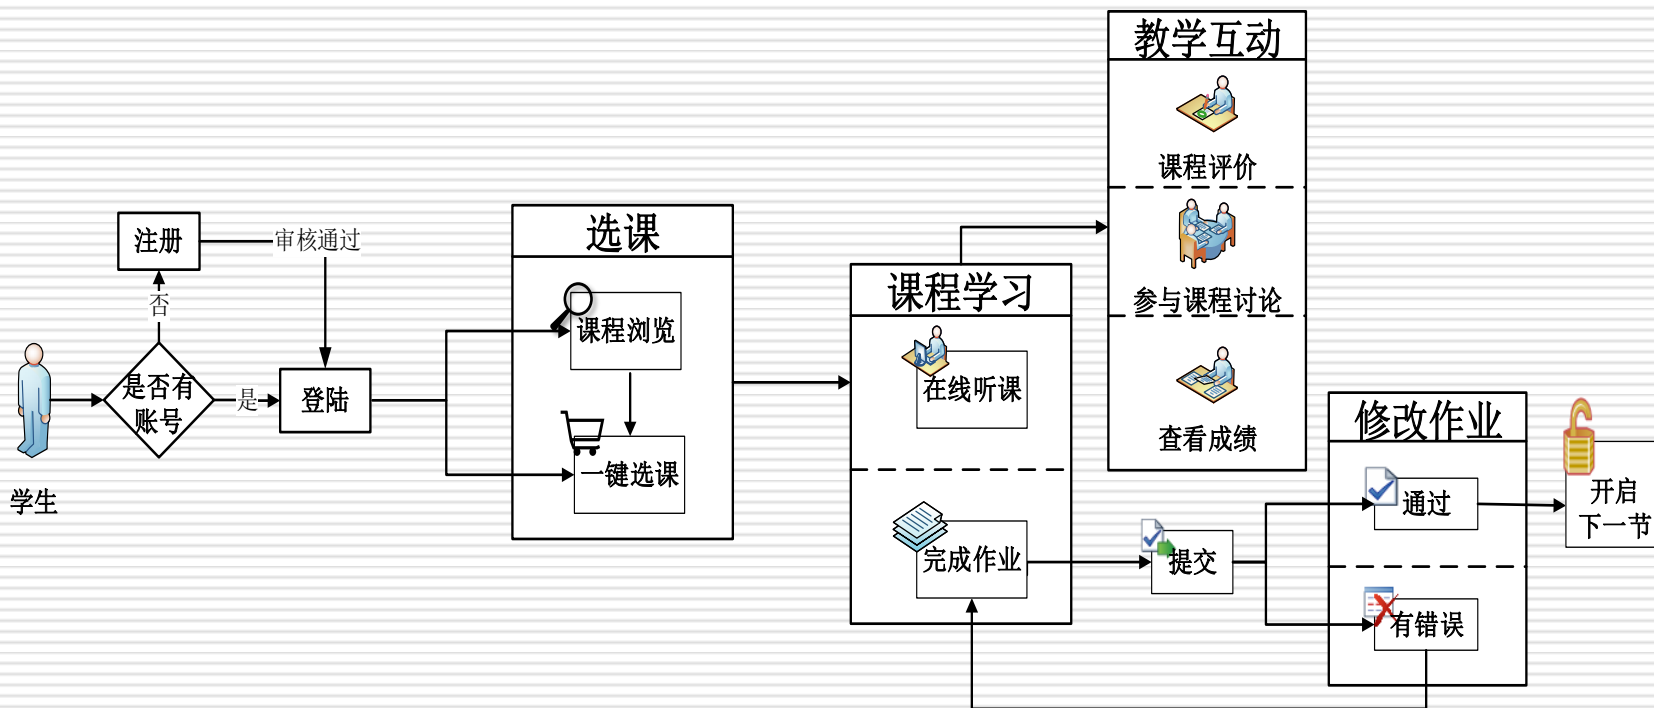 教学互动
课程评价
参与课程讨论
查看成绩
注册
审核通过
否
是否有
账号
是
登陆
学生
选课
课程浏览
一键选课
课程学习
在线听课
完成作业
提交
修改作业
通过
有错误
开启
下一节